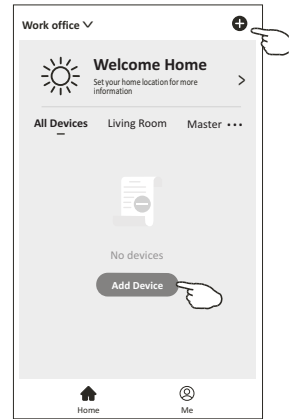 Work office
Welcome Home
Set your home location for more
information
All Devices Living Room Master
No devices
Add Device
Home Me